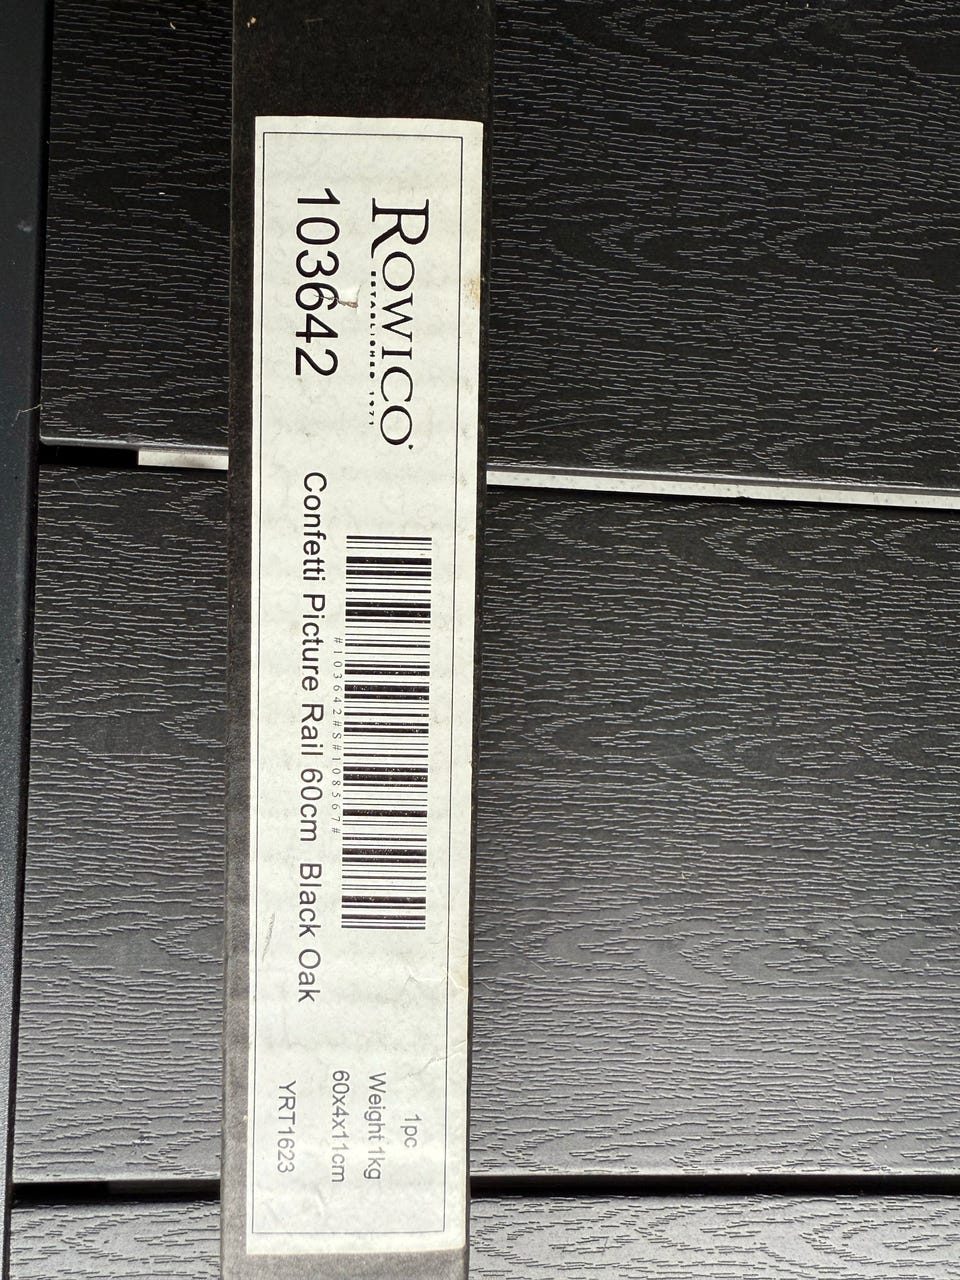 ROWICO
ESTABLISHED 1971
103642
#103642#S#108567#
Confetti Picture Rail 60cm Black Oak
1pc
Weight 1kg
60x4x11cm
YRT1623